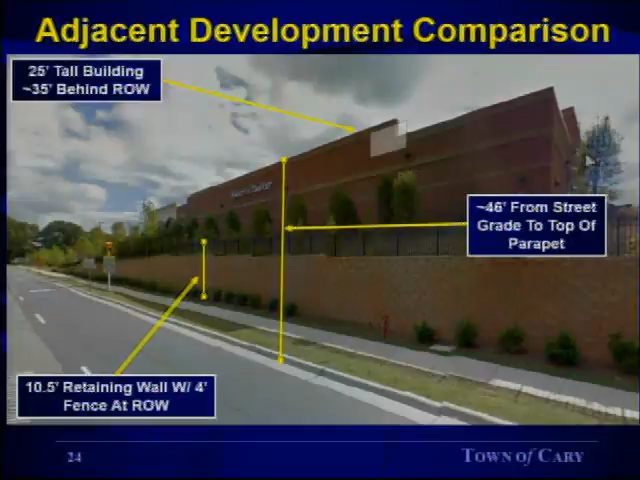 Adjacent Development Comparison
25' Tall Building
~35' Behind ROW
~46' From Street
Grade To Top Of
Parapet
10.5' Retaining Wall W/ 4'
Fence At ROW
24
TOWN of CARY